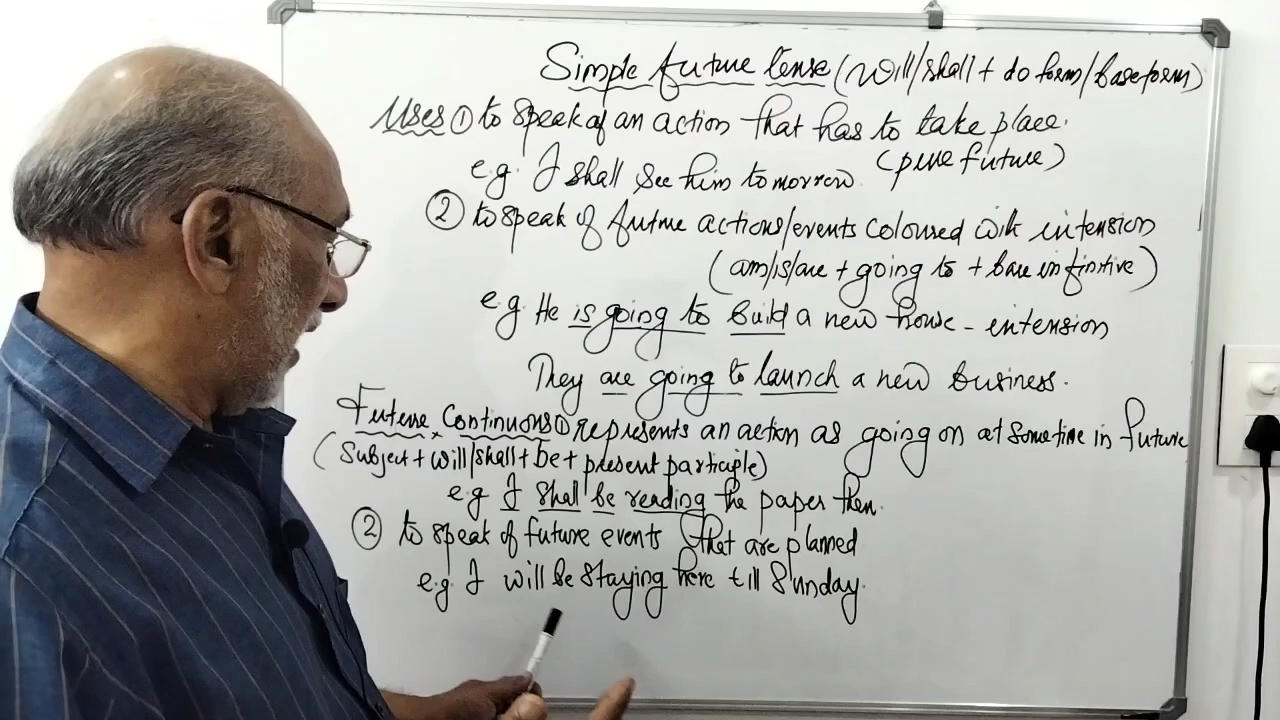 Simple future tense (Will/shall + do form/base form)
Uses ① to speak of an action that has to take place.
e.g. I shall see him tomorrow. (pure future)
② to speak of future actions/events coloured with intension
(am/is/are + going to + bare infinitive)
e.g. He is going to build a new house - intension
They are going to launch a new business.
Future Continuous ① represents an action as going on at sometime in future
(Subject + will/shall + be + present participle)
e.g I shall be reading the paper then.
② to speak of future events that are planned
e.g. I will be staying here till Sunday.